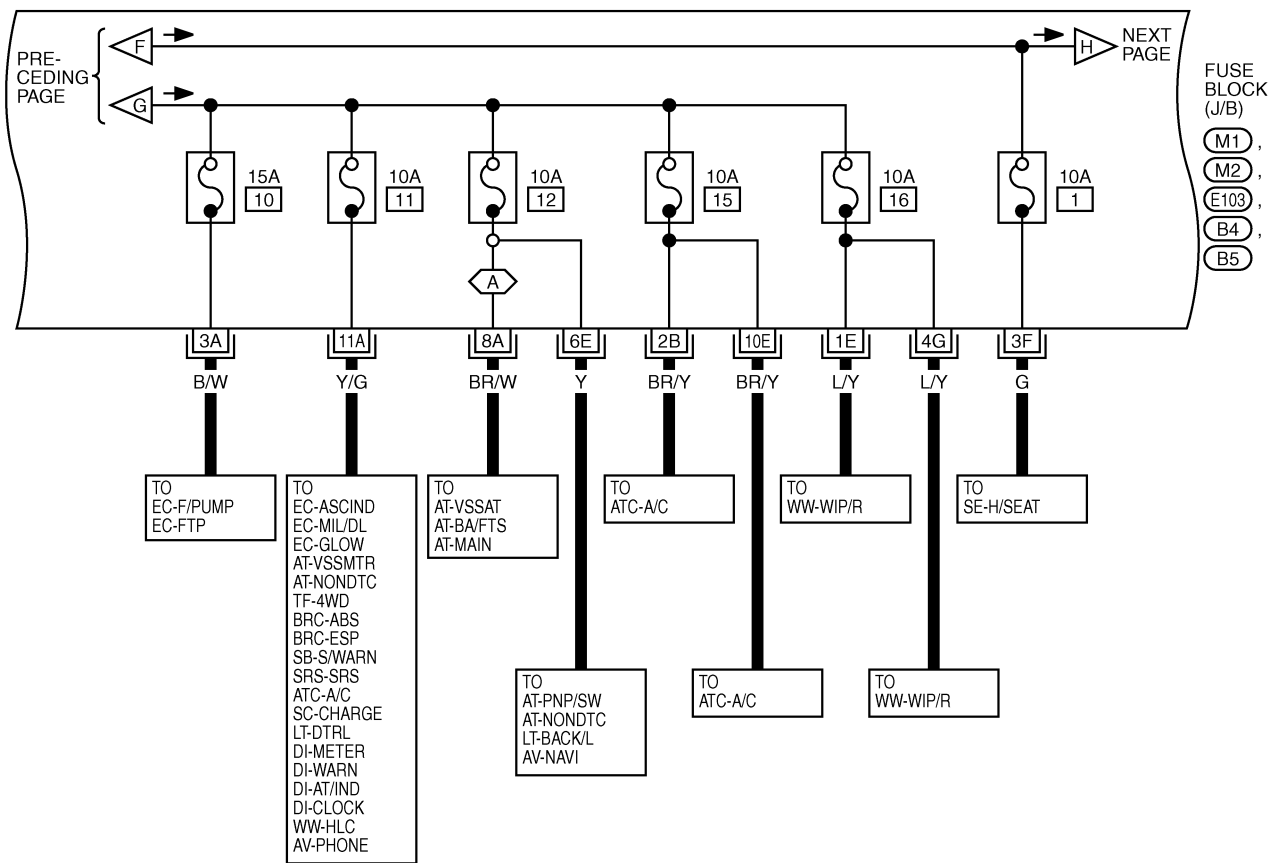 PRE-
CEDING
PAGE
F
G
H
NEXT
PAGE
FUSE
BLOCK
(J/B)
M1 ,
M2 ,
E103 ,
B4 ,
B5
15A
10
10A
11
10A
12
10A
15
10A
16
10A
1
A
3A
11A
8A
6E
2B
10E
1E
4G
3F
B/W
Y/G
BR/W
Y
BR/Y
BR/Y
L/Y
L/Y
G
TO
EC-F/PUMP
EC-FTP
TO
EC-ASCIND
EC-MIL/DL
EC-GLOW
AT-VSSMTR
AT-NONDTC
TF-4WD
BRC-ABS
BRC-ESP
SB-S/WARN
SRS-SRS
ATC-A/C
SC-CHARGE
LT-DTRL
DI-METER
DI-WARN
DI-AT/IND
DI-CLOCK
WW-HLC
AV-PHONE
TO
AT-VSSAT
AT-BA/FTS
AT-MAIN
TO
AT-PNP/SW
AT-NONDTC
LT-BACK/L
AV-NAVI
TO
ATC-A/C
TO
ATC-A/C
TO
WW-WIP/R
TO
WW-WIP/R
TO
SE-H/SEAT